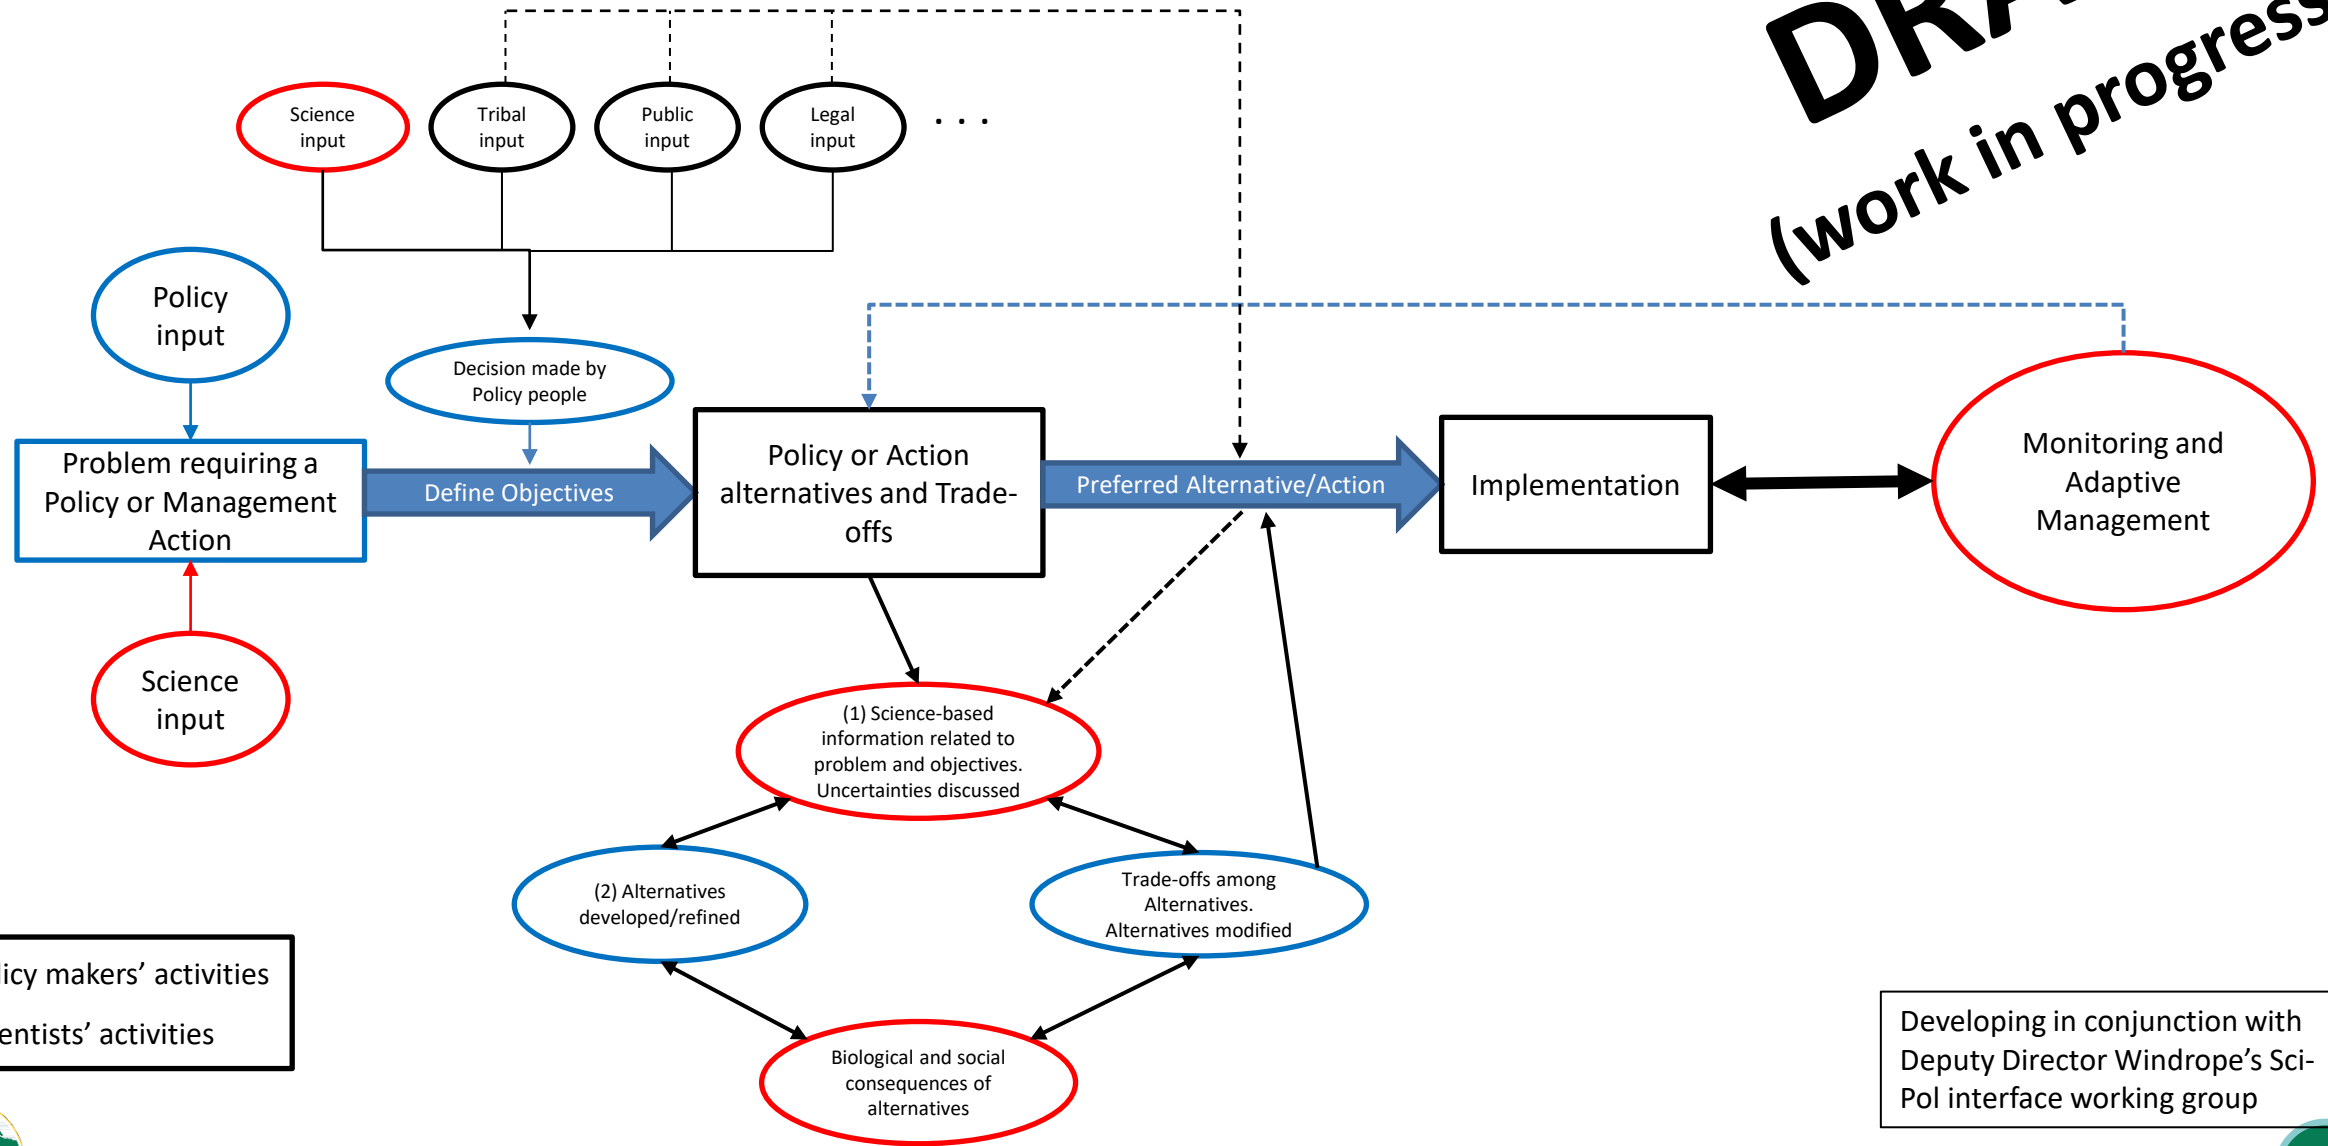 (work in progress
Science
input
Tribal
input
Public
input
Legal
input
. . .
Policy
input
Decision made by
Policy people
Problem requiring a
Policy or Management
Action
Define Objectives
Policy or Action
alternatives and Trade-
offs
Preferred Alternative/Action
Implementation
Monitoring and
Adaptive
Management
Science
input
(1) Science-based
information related to
problem and objectives.
Uncertainties discussed
(2) Alternatives
developed/refined
Trade-offs among
Alternatives.
Alternatives modified
Biological and social
consequences of
alternatives
makers’ activities
activities
Developing in conjunction with
Deputy Director Windrope’s Sci-
Pol interface working group